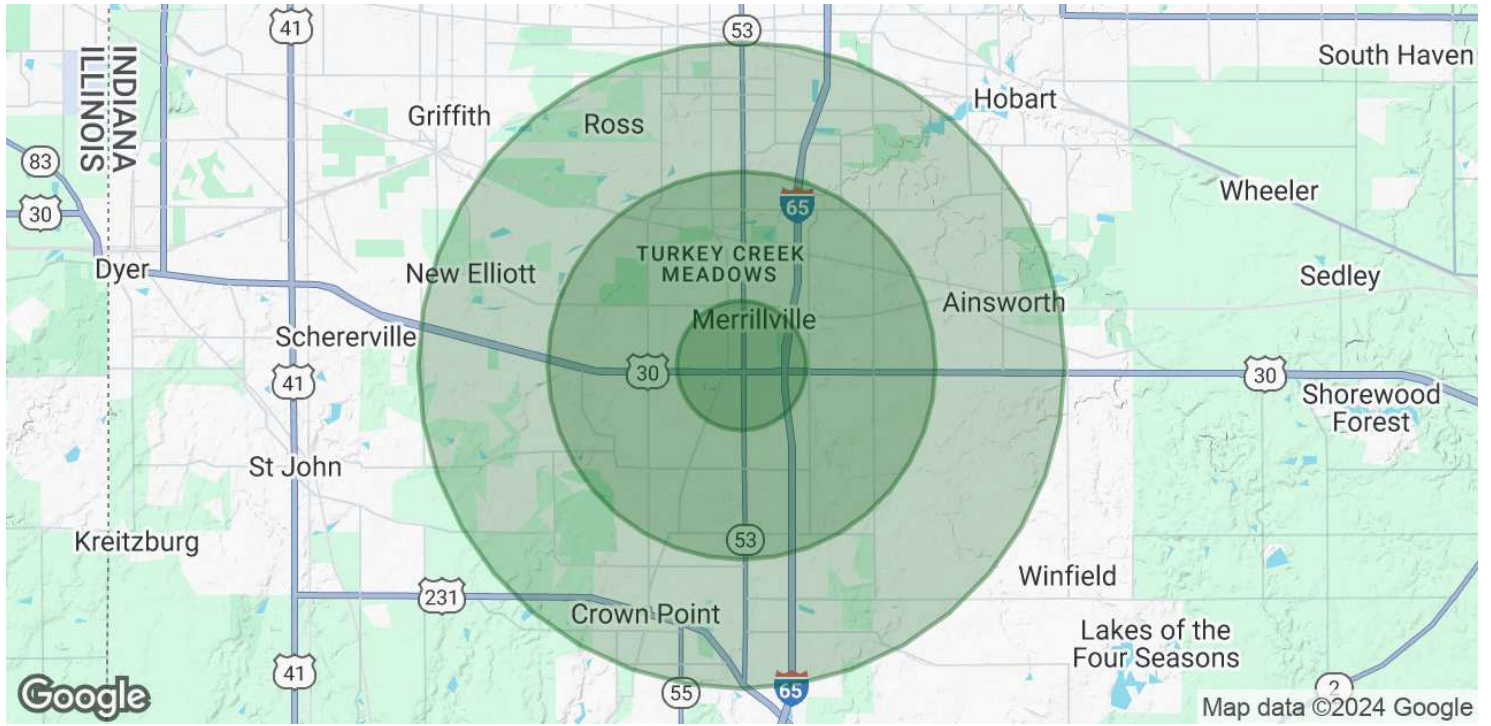 41
53
South Haven
INDIANA
ILLINOIS
Griffith
Ross
Hobart
83
Wheeler
30
65
TURKEY CREEK
MEADOWS
Dyer
New Elliott
Sedley
Ainsworth
Merrillville
Schererville
41
30
30
Shorewood
Forest
St John
Kreitzburg
53
Winfield
231
Crown Point
Lakes of the
Four Seasons
41
55
65
2
Google
Map data ©2024 Google